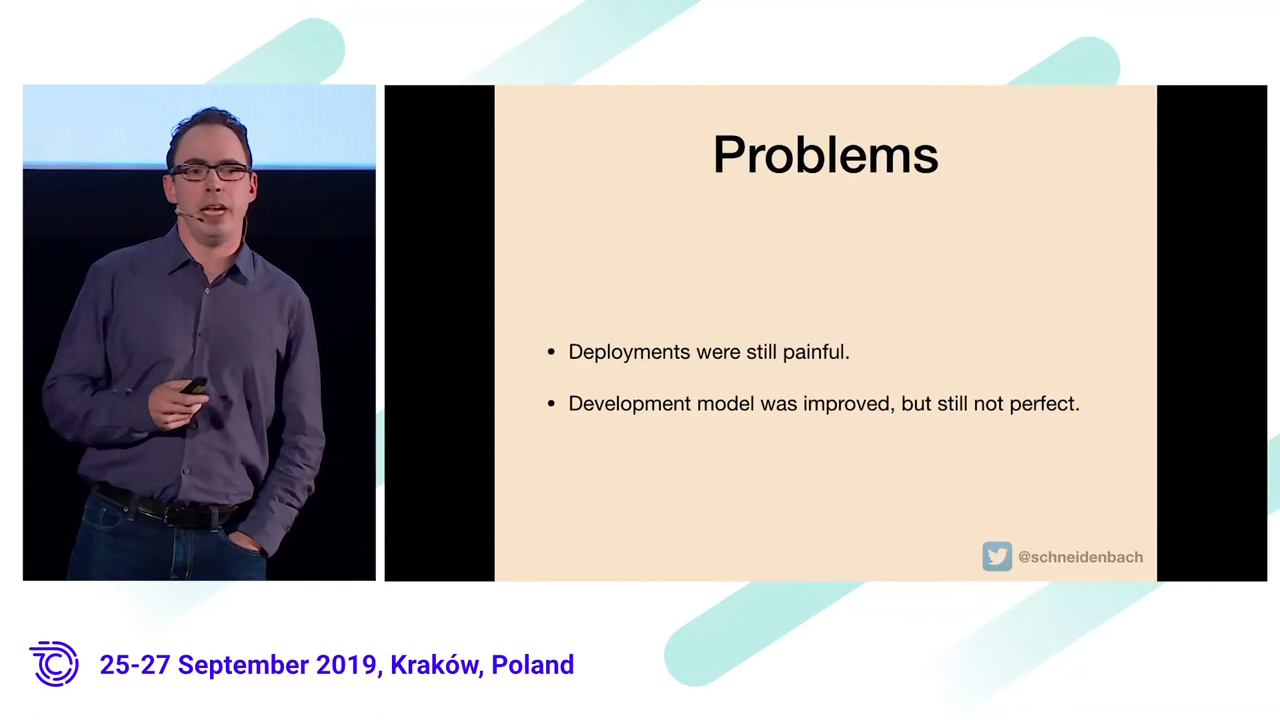 Problems
• Deployments were still painful.
• Development model was improved, but still not perfect.
@schneidenbach
25-27 September 2019, Kraków, Poland